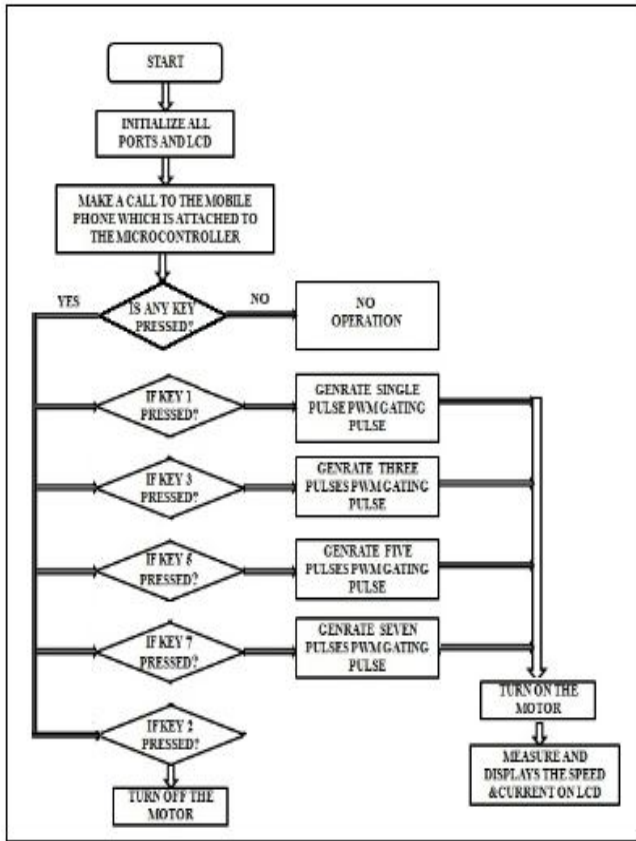 START
INITIALIZE ALL
PORTS AND LCD
MAKE A CALL TO THE MOBILE
PHONE WHICH IS ATTACHED TO
THE MICROCONTROLLER
YES
IS ANY KEY
PRESSED?
NO
NO
OPERATION
IF KEY 1
PRESSED?
GENRATE SINGLE
PULSE PWM GATING
PULSE
IF KEY 3
PRESSED?
GENRATE THREE
PULSES PWM GATING
PULSE
IF KEY 5
PRESSED?
GENRATE FIVE
PULSES PWM GATING
PULSE
IF KEY 7
PRESSED?
GENRATE SEVEN
PULSES PWM GATING
PULSE
TURN ON THE
MOTOR
IF KEY 2
PRESSED?
MEASURE AND
DISPLAYS THE SPEED
&CURRENT ON LCD
TURN OFF THE
MOTOR